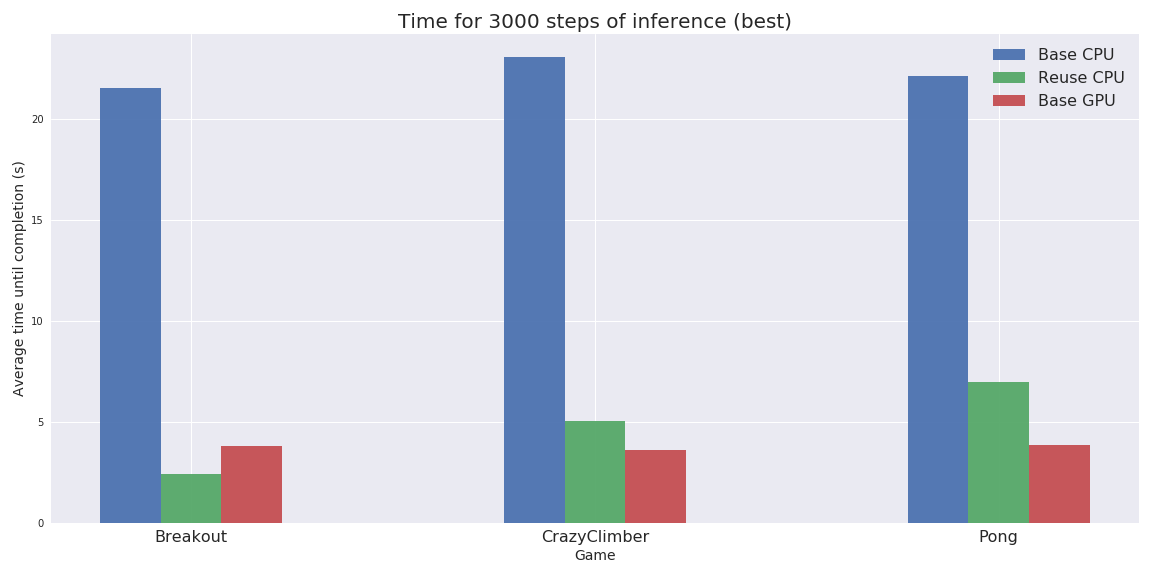 Time for 3000 steps of inference (best)
Base CPU
Reuse CPU
Base GPU
Average time until completion (s)
20
15
10
5
0
Breakout
CrazyClimber
Pong
Game